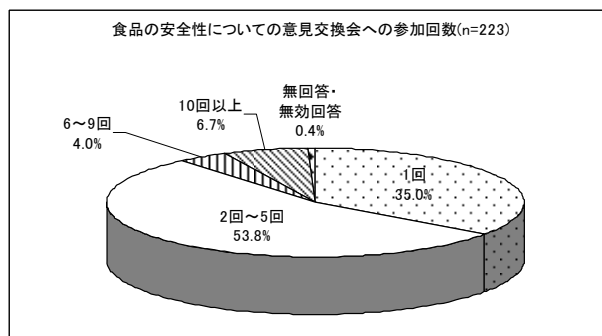 食品の安全性についての意見交換会への参加回数(n=223)
無回答・
無効回答
0.4%
10回以上
6.7%
6～9回
4.0%
1回
35.0%
2回～5回
53.8%